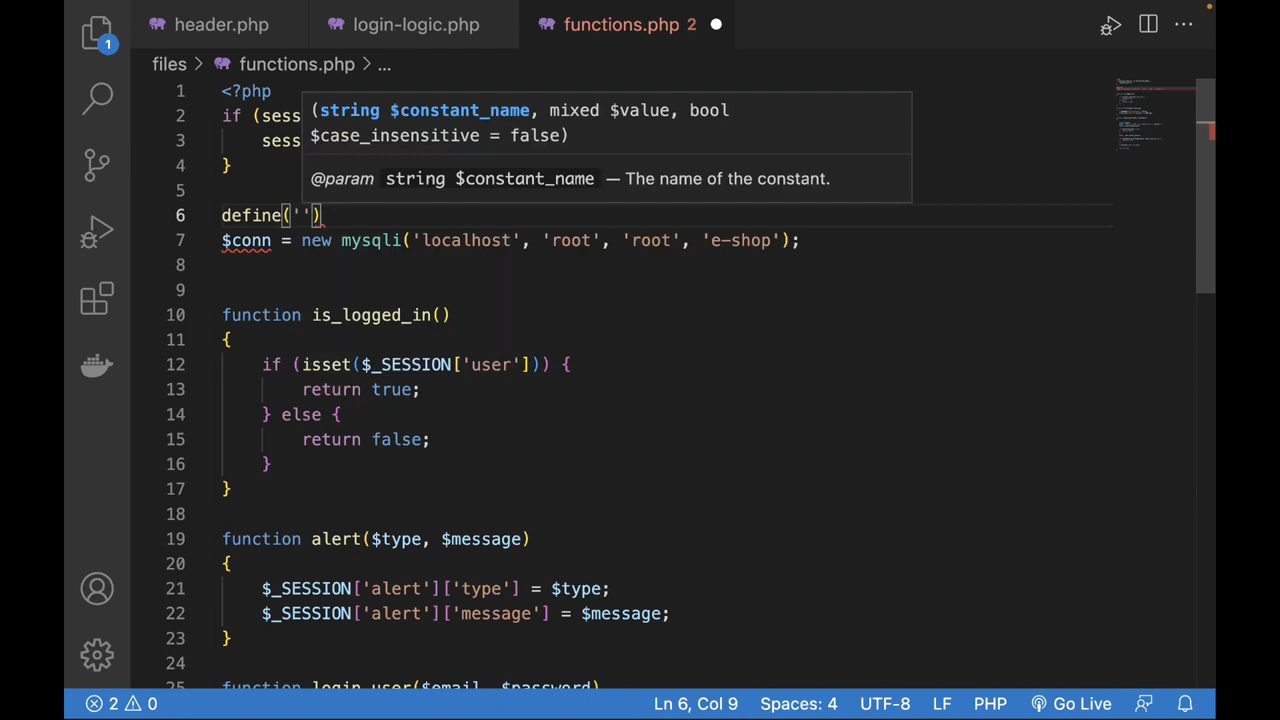 header.php login-logic.php functions.php 2
1
files > functions.php > ...
1 <?php
(string $constant_name, mixed $value, bool
2 if (sess
$case_insensitive = false)
3 sess
4 }
@param string $constant_name — The name of the constant.
5
6 define('')
7 $conn = new mysqli('localhost', 'root', 'root', 'e-shop');
8
9
10 function is_logged_in()
11 {
12 if (isset($_SESSION['user'])) {
13 return true;
14 } else {
15 return false;
16 }
17 }
18
19 function alert($type, $message)
20 {
21 $_SESSION['alert']['type'] = $type;
22 $_SESSION['alert']['message'] = $message;
23 }
24
25 function login_user($email, $password)
2 0 Ln 6, Col 9 Spaces: 4 UTF-8 LF PHP Go Live